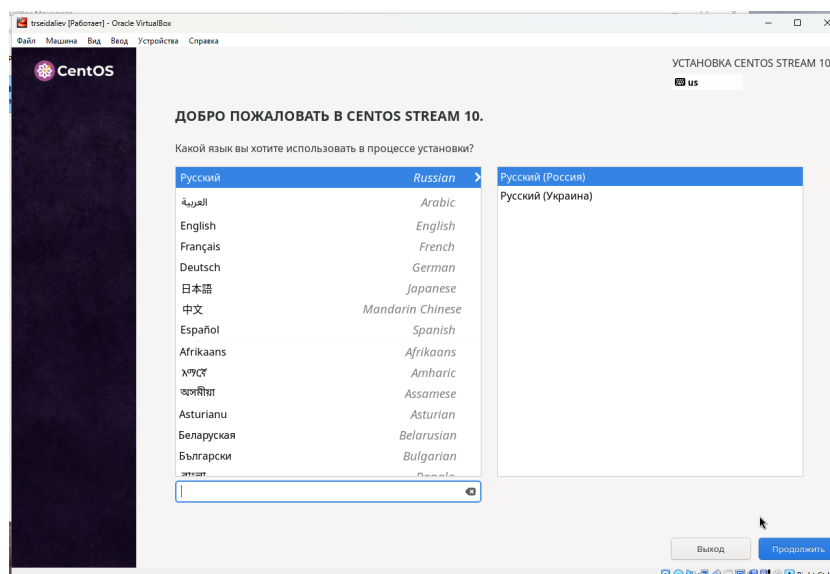 trseidaliev [Работает] - Oracle VirtualBox
Файл Машина Вид Ввод Устройства Справка
CentOS
УСТАНОВКА CENTOS STREAM 10
us
ДОБРО ПОЖАЛОВАТЬ В CENTOS STREAM 10.
Какой язык вы хотите использовать в процессе установки?
Русский Russian
العربية Arabic
English English
Français French
Deutsch German
日本語 Japanese
中文 Mandarin Chinese
Español Spanish
Afrikaans Afrikaans
አማርኛ Amharic
অসমীয়া Assamese
Asturianu Asturian
Беларуская Belarusian
Български Bulgarian
Русский (Россия)
Русский (Украина)
Выход
Продолжить